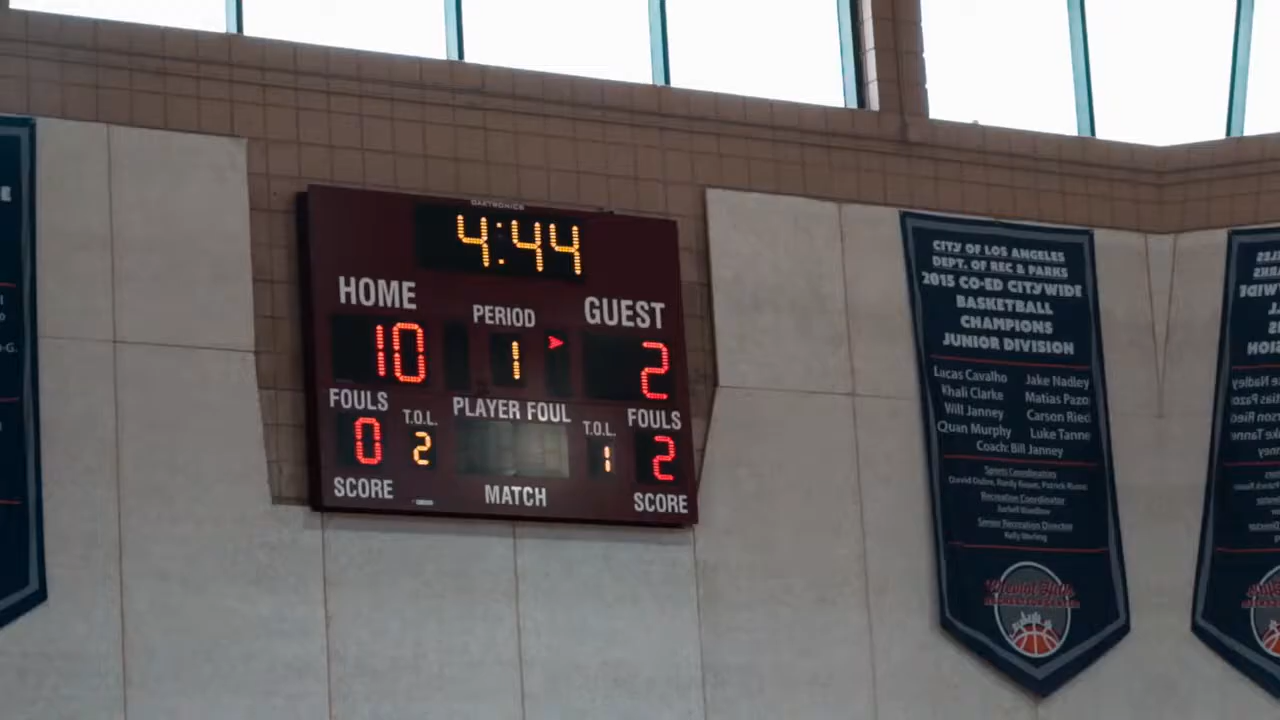 DAKTRONICS
4:44
HOME
PERIOD
GUEST
10
1
2
FOULS
T.O.L.
PLAYER FOUL
T.O.L.
FOULS
0
2
1
2
SCORE
MATCH
SCORE
CITY OF LOS ANGELES
DEPT. OF REC & PARKS
2015 CO-ED CITYWIDE
BASKETBALL
CHAMPIONS
JUNIOR DIVISION
Lucas Cavalho
Jake Nadley
Khali Clarke
Matias Pazo
Will Janney
Carson Ried
Quan Murphy
Luke Tanne
Coach: Bill Janney
Sports Coordinators
Recreation Coordinator
Senior Recreation Director
Kelly Werling